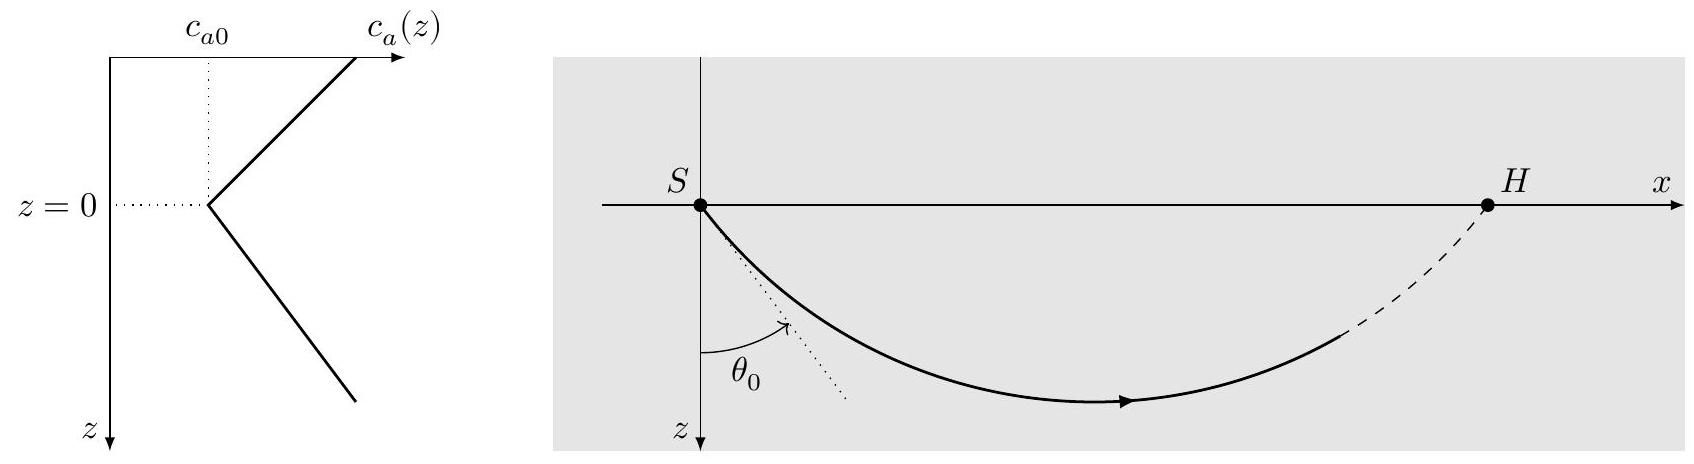 c_{a0}
c_a(z)
z = 0
z
S
H
x
θ_0
z